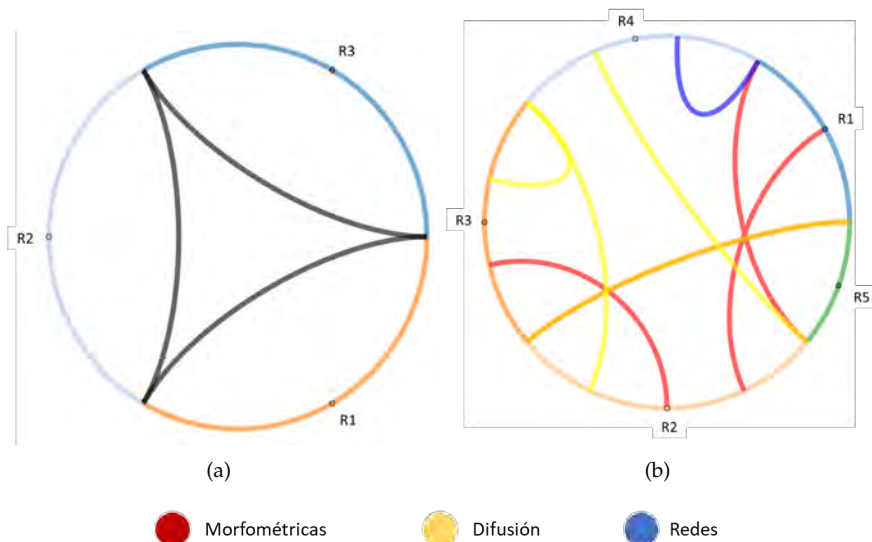 R3
R2
R1
(a)
R4
R1
R3
R5
R2
(b)
Morfométricas
Difusión
Redes